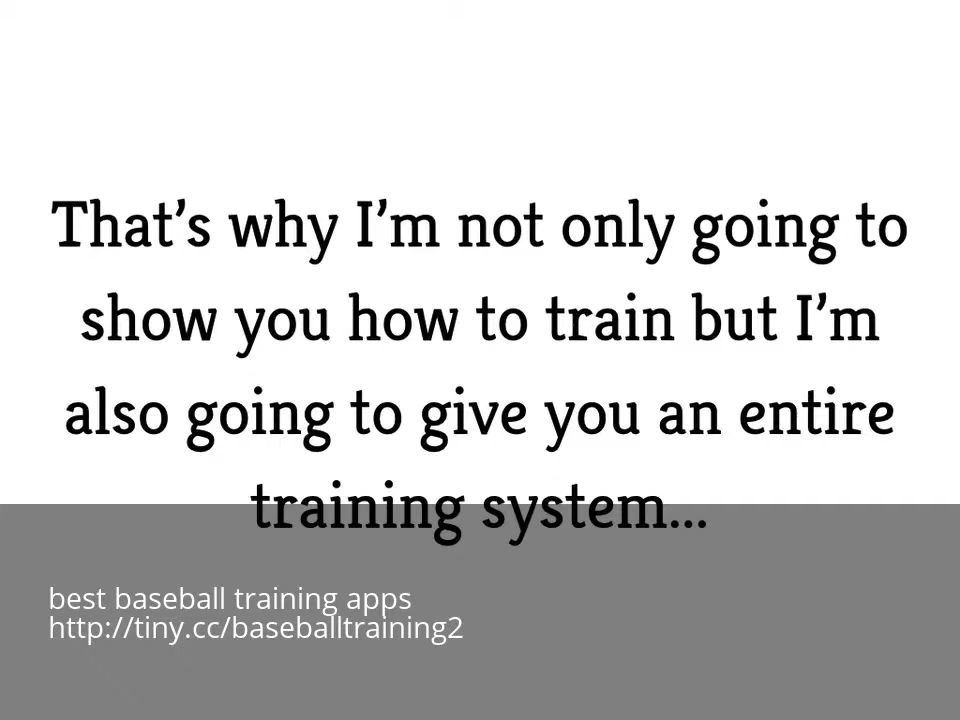 That’s why I’m not only going to
show you how to train but I’m
also going to give you an entire
training system...
best baseball training apps
http://tiny.cc/baseballtraining2